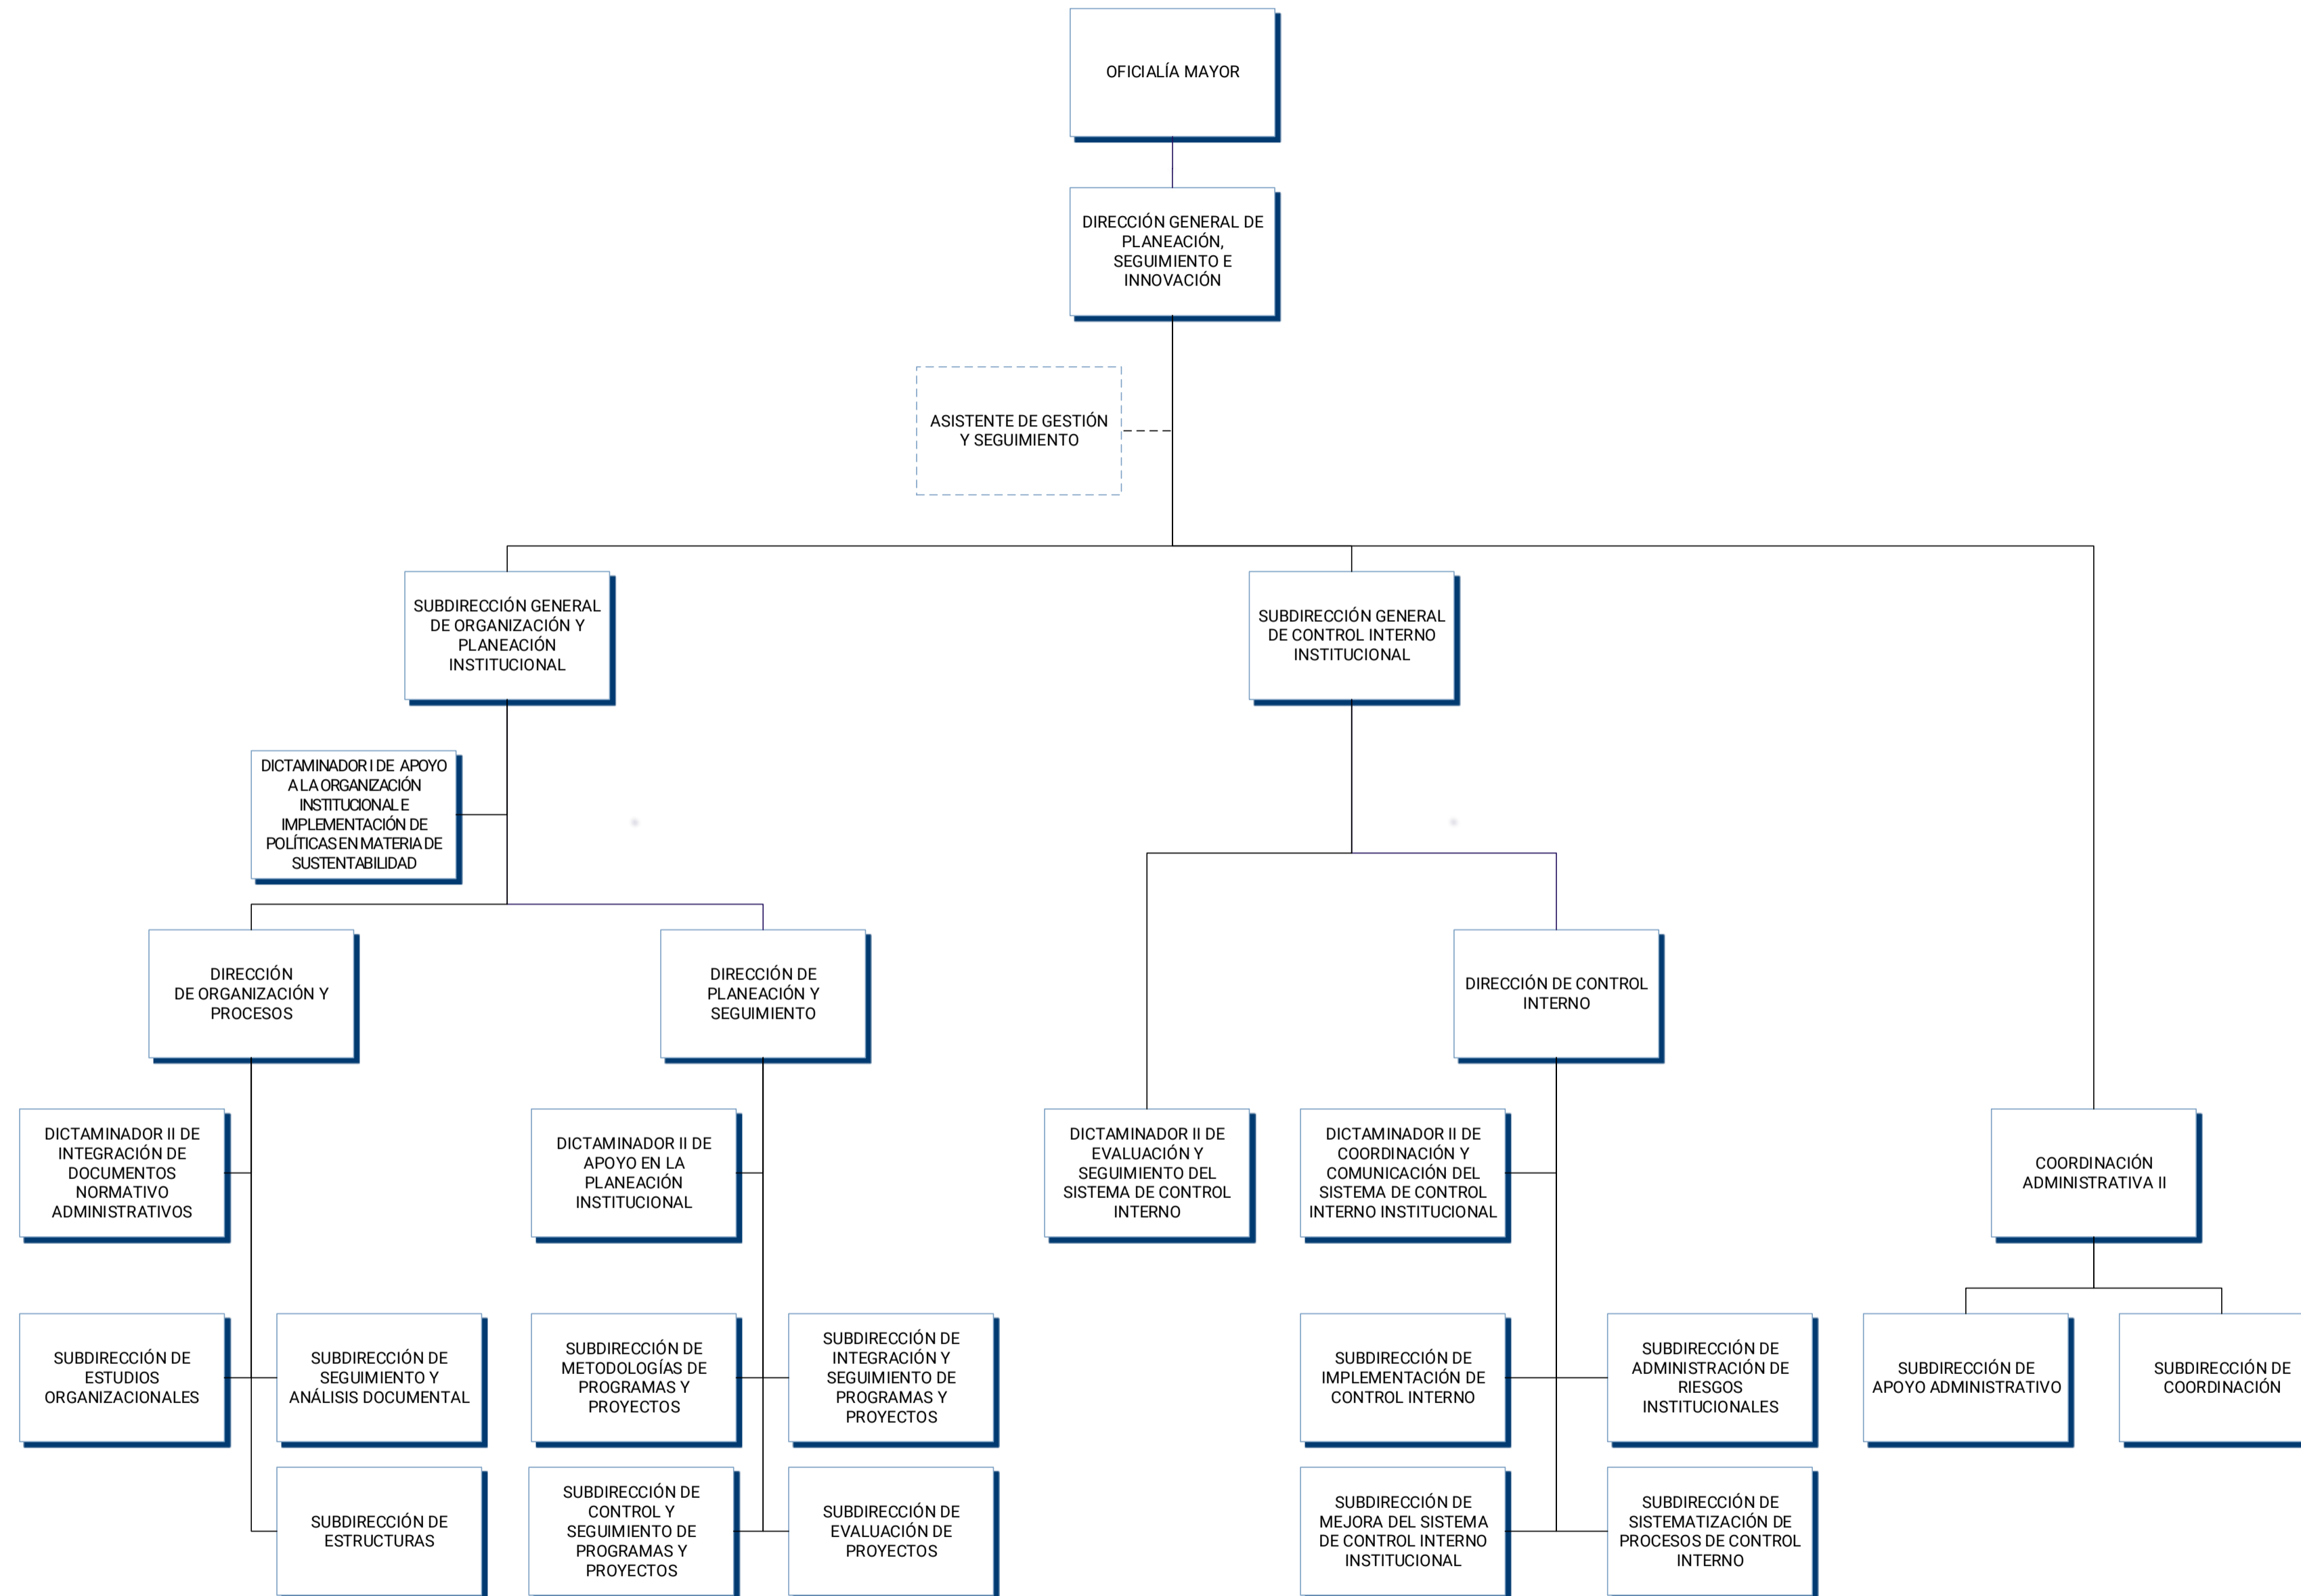 OFICIALÍA MAYOR
DIRECCIÓN GENERAL DE
PLANEACIÓN,
SEGUIMIENTO E
INNOVACIÓN
ASISTENTE DE GESTIÓN
Y SEGUIMIENTO
SUBDIRECCIÓN GENERAL
DE ORGANIZACIÓN Y
PLANEACIÓN
INSTITUCIONAL
SUBDIRECCIÓN GENERAL
DE CONTROL INTERNO
INSTITUCIONAL
DICTAMINADOR I DE APOYO
A LA ORGANIZACIÓN
INSTITUCIONAL E
IMPLEMENTACIÓN DE
POLÍTICAS EN MATERIA DE
SUSTENTABILIDAD
DIRECCIÓN
DE ORGANIZACIÓN Y
PROCESOS
DIRECCIÓN DE
PLANEACIÓN Y
SEGUIMIENTO
DIRECCIÓN DE CONTROL
INTERNO
DICTAMINADOR II DE
INTEGRACIÓN DE
DOCUMENTOS
NORMATIVO
ADMINISTRATIVOS
DICTAMINADOR II DE
APOYO EN LA
PLANEACIÓN
INSTITUCIONAL
DICTAMINADOR II DE
EVALUACIÓN Y
SEGUIMIENTO DEL
SISTEMA DE CONTROL
INTERNO
DICTAMINADOR II DE
COORDINACIÓN Y
COMUNICACIÓN DEL
SISTEMA DE CONTROL
INTERNO INSTITUCIONAL
COORDINACIÓN
ADMINISTRATIVA II
SUBDIRECCIÓN DE
ESTUDIOS
ORGANIZACIONALES
SUBDIRECCIÓN DE
SEGUIMIENTO Y
ANÁLISIS DOCUMENTAL
SUBDIRECCIÓN DE
METODOLOGÍAS DE
PROGRAMAS Y
PROYECTOS
SUBDIRECCIÓN DE
INTEGRACIÓN Y
SEGUIMIENTO DE
PROGRAMAS Y
PROYECTOS
SUBDIRECCIÓN DE
IMPLEMENTACIÓN DE
CONTROL INTERNO
SUBDIRECCIÓN DE
ADMINISTRACIÓN DE
RIESGOS
INSTITUCIONALES
SUBDIRECCIÓN DE
APOYO ADMINISTRATIVO
SUBDIRECCIÓN DE
COORDINACIÓN
SUBDIRECCIÓN DE
ESTRUCTURAS
SUBDIRECCIÓN DE
CONTROL Y
SEGUIMIENTO DE
PROGRAMAS Y
PROYECTOS
SUBDIRECCIÓN DE
EVALUACIÓN DE
PROYECTOS
SUBDIRECCIÓN DE
MEJORA DEL SISTEMA
DE CONTROL INTERNO
INSTITUCIONAL
SUBDIRECCIÓN DE
SISTEMATIZACIÓN DE
PROCESOS DE CONTROL
INTERNO